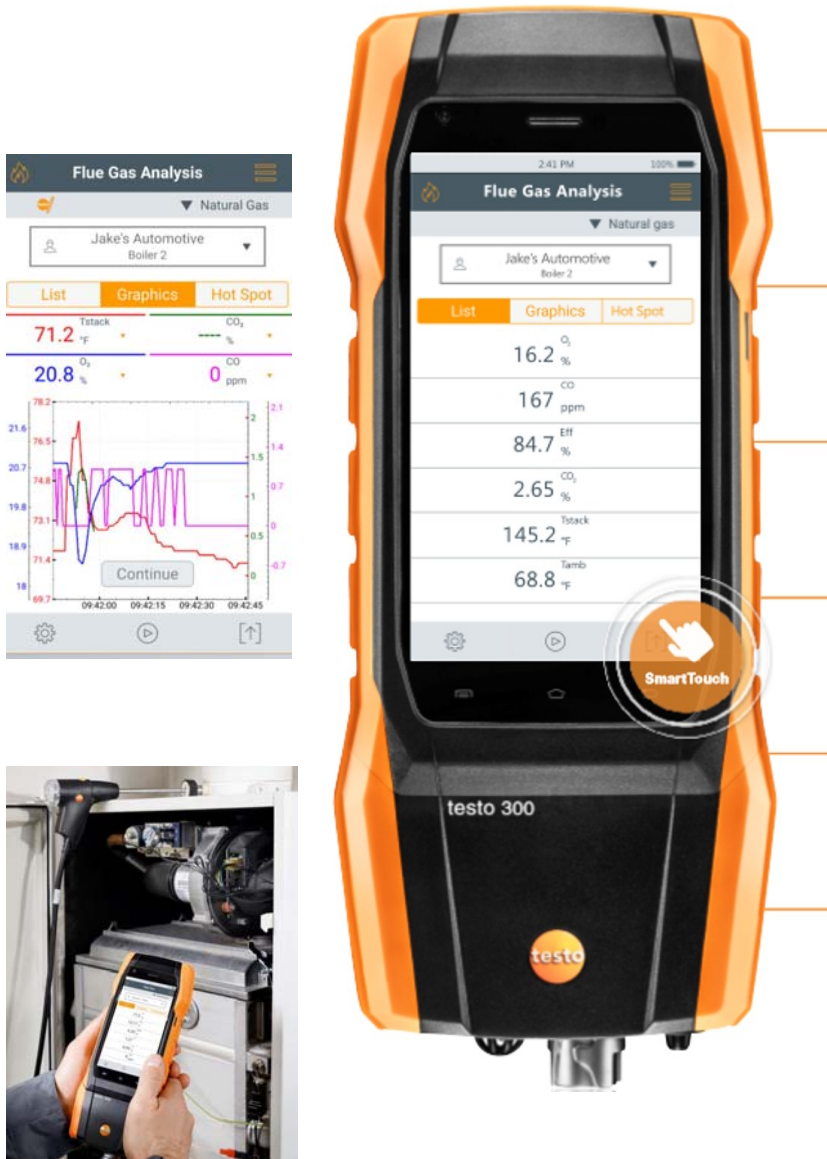 Flue Gas Analysis
Natural Gas
Jake's Automotive
Boiler 2
List Graphics Hot Spot
71.2 Tstack °F ---- CO₂ %
20.8 O₂ % 0 CO ppm
78.2
76.5
74.8
73.1
71.4
69.7
21.6
20.7
19.8
18.9
18
2
1.5
1
0.5
0
2.1
1.4
0.7
0
-0.7
Continue
09:42:00 09:42:15 09:42:30 09:42:45
2:41 PM 100%
Flue Gas Analysis
Natural gas
Jake's Automotive
Boiler 2
List Graphics Hot Spot
16.2 O₂ %
167 CO ppm
84.7 Eff %
2.65 CO₂ %
145.2 Tstack °F
68.8 Tamb °F
SmartTouch
testo 300
testo